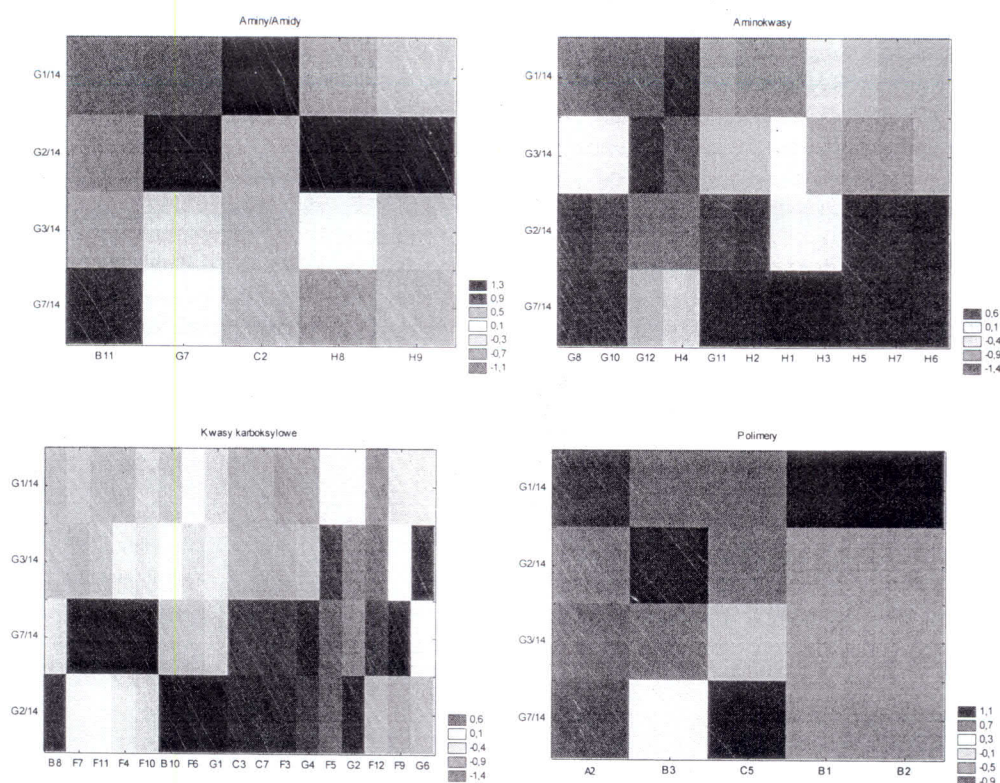 Aminy/Amidy
G1/14
G2/14
G3/14
G7/14
B11 G7 C2 H8 H9
1,3
0,9
0,5
0,1
-0,3
-0,7
-1,1
Aminokwasy
G1/14
G3/14
G2/14
G7/14
G8 G10 G12 H4 G11 H2 H1 H3 H5 H7 H6
0,6
0,1
-0,4
-0,9
-1,4
Kwasy karboksylowe
G1/14
G3/14
G7/14
G2/14
B8 F7 F11 F4 F10 B10 F6 G1 C3 C7 F3 G4 F5 G2 F12 F9 G6
0,6
0,1
-0,4
-0,9
-1,4
Polimery
G1/14
G2/14
G3/14
G7/14
A2 B3 C5 B1 B2
1,1
0,7
0,3
-0,1
-0,5
-0,9